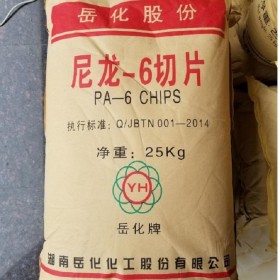 岳化股份
尼龙-6切片
PA-6 CHIPS
执行标准: Q/JBTN 001-2014
净重: 25Kg
YH
岳化牌
湖南岳化化工股份有限公司